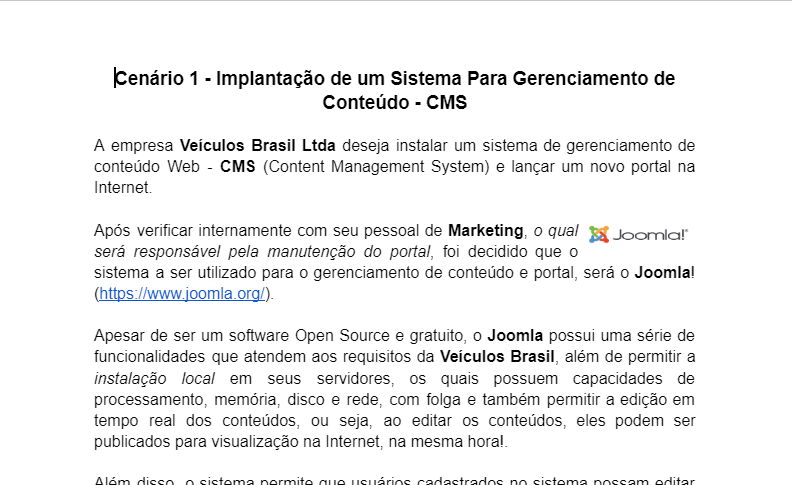 Cenário 1 - Implantação de um Sistema Para Gerenciamento de
Conteúdo - CMS
A empresa Veículos Brasil Ltda deseja instalar um sistema de gerenciamento de
conteúdo Web - CMS (Content Management System) e lançar um novo portal na
Internet.
Após verificar internamente com seu pessoal de Marketing, o qual
Joomla!®
será responsável pela manutenção do portal, foi decidido que o
sistema a ser utilizado para o gerenciamento de conteúdo e portal, será o Joomla!
(https://www.joomla.org/).
Apesar de ser um software Open Source e gratuito, o Joomla possui uma série de
funcionalidades que atendem aos requisitos da Veículos Brasil, além de permitir a
instalação local em seus servidores, os quais possuem capacidades de
processamento, memória, disco e rede, com folga e também permitir a edição em
tempo real dos conteúdos, ou seja, ao editar os conteúdos, eles podem ser
publicados para visualização na Internet, na mesma hora!.
Além disso, o sistema permite que usuários cadastrados no sistema possam editar